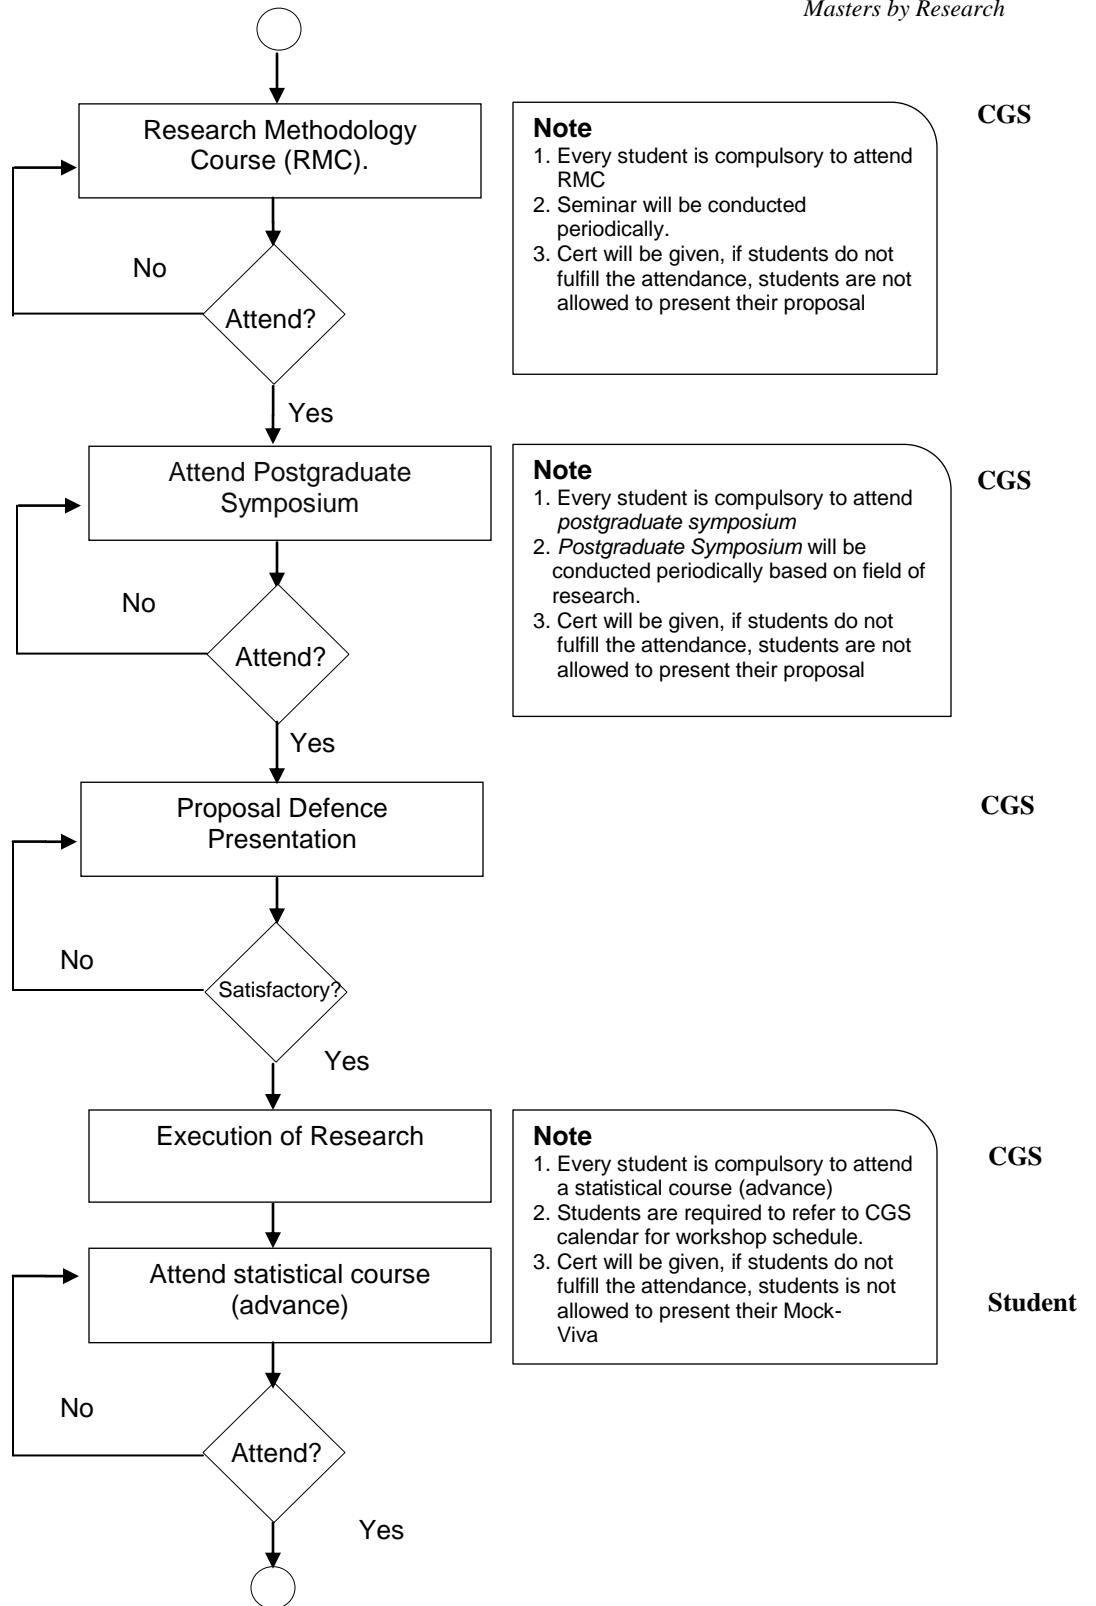 Masters by Research
Research Methodology
Course (RMC).
Note
1. Every student is compulsory to attend
RMC
2. Seminar will be conducted
periodically.
3. Cert will be given, if students do not
fulfill the attendance, students are not
allowed to present their proposal
CGS
No
Attend?
Yes
Attend Postgraduate
Symposium
Note
1. Every student is compulsory to attend
postgraduate symposium
2. Postgraduate Symposium will be
conducted periodically based on field of
research.
3. Cert will be given, if students do not
fulfill the attendance, students are not
allowed to present their proposal
CGS
No
Attend?
Yes
Proposal Defence
Presentation
CGS
No
Satisfactory?
Yes
Execution of Research
Note
1. Every student is compulsory to attend
a statistical course (advance)
2. Students are required to refer to CGS
calendar for workshop schedule.
3. Cert will be given, if students do not
fulfill the attendance, students is not
allowed to present their Mock-
Viva
CGS
Attend statistical course
(advance)
Student
No
Attend?
Yes